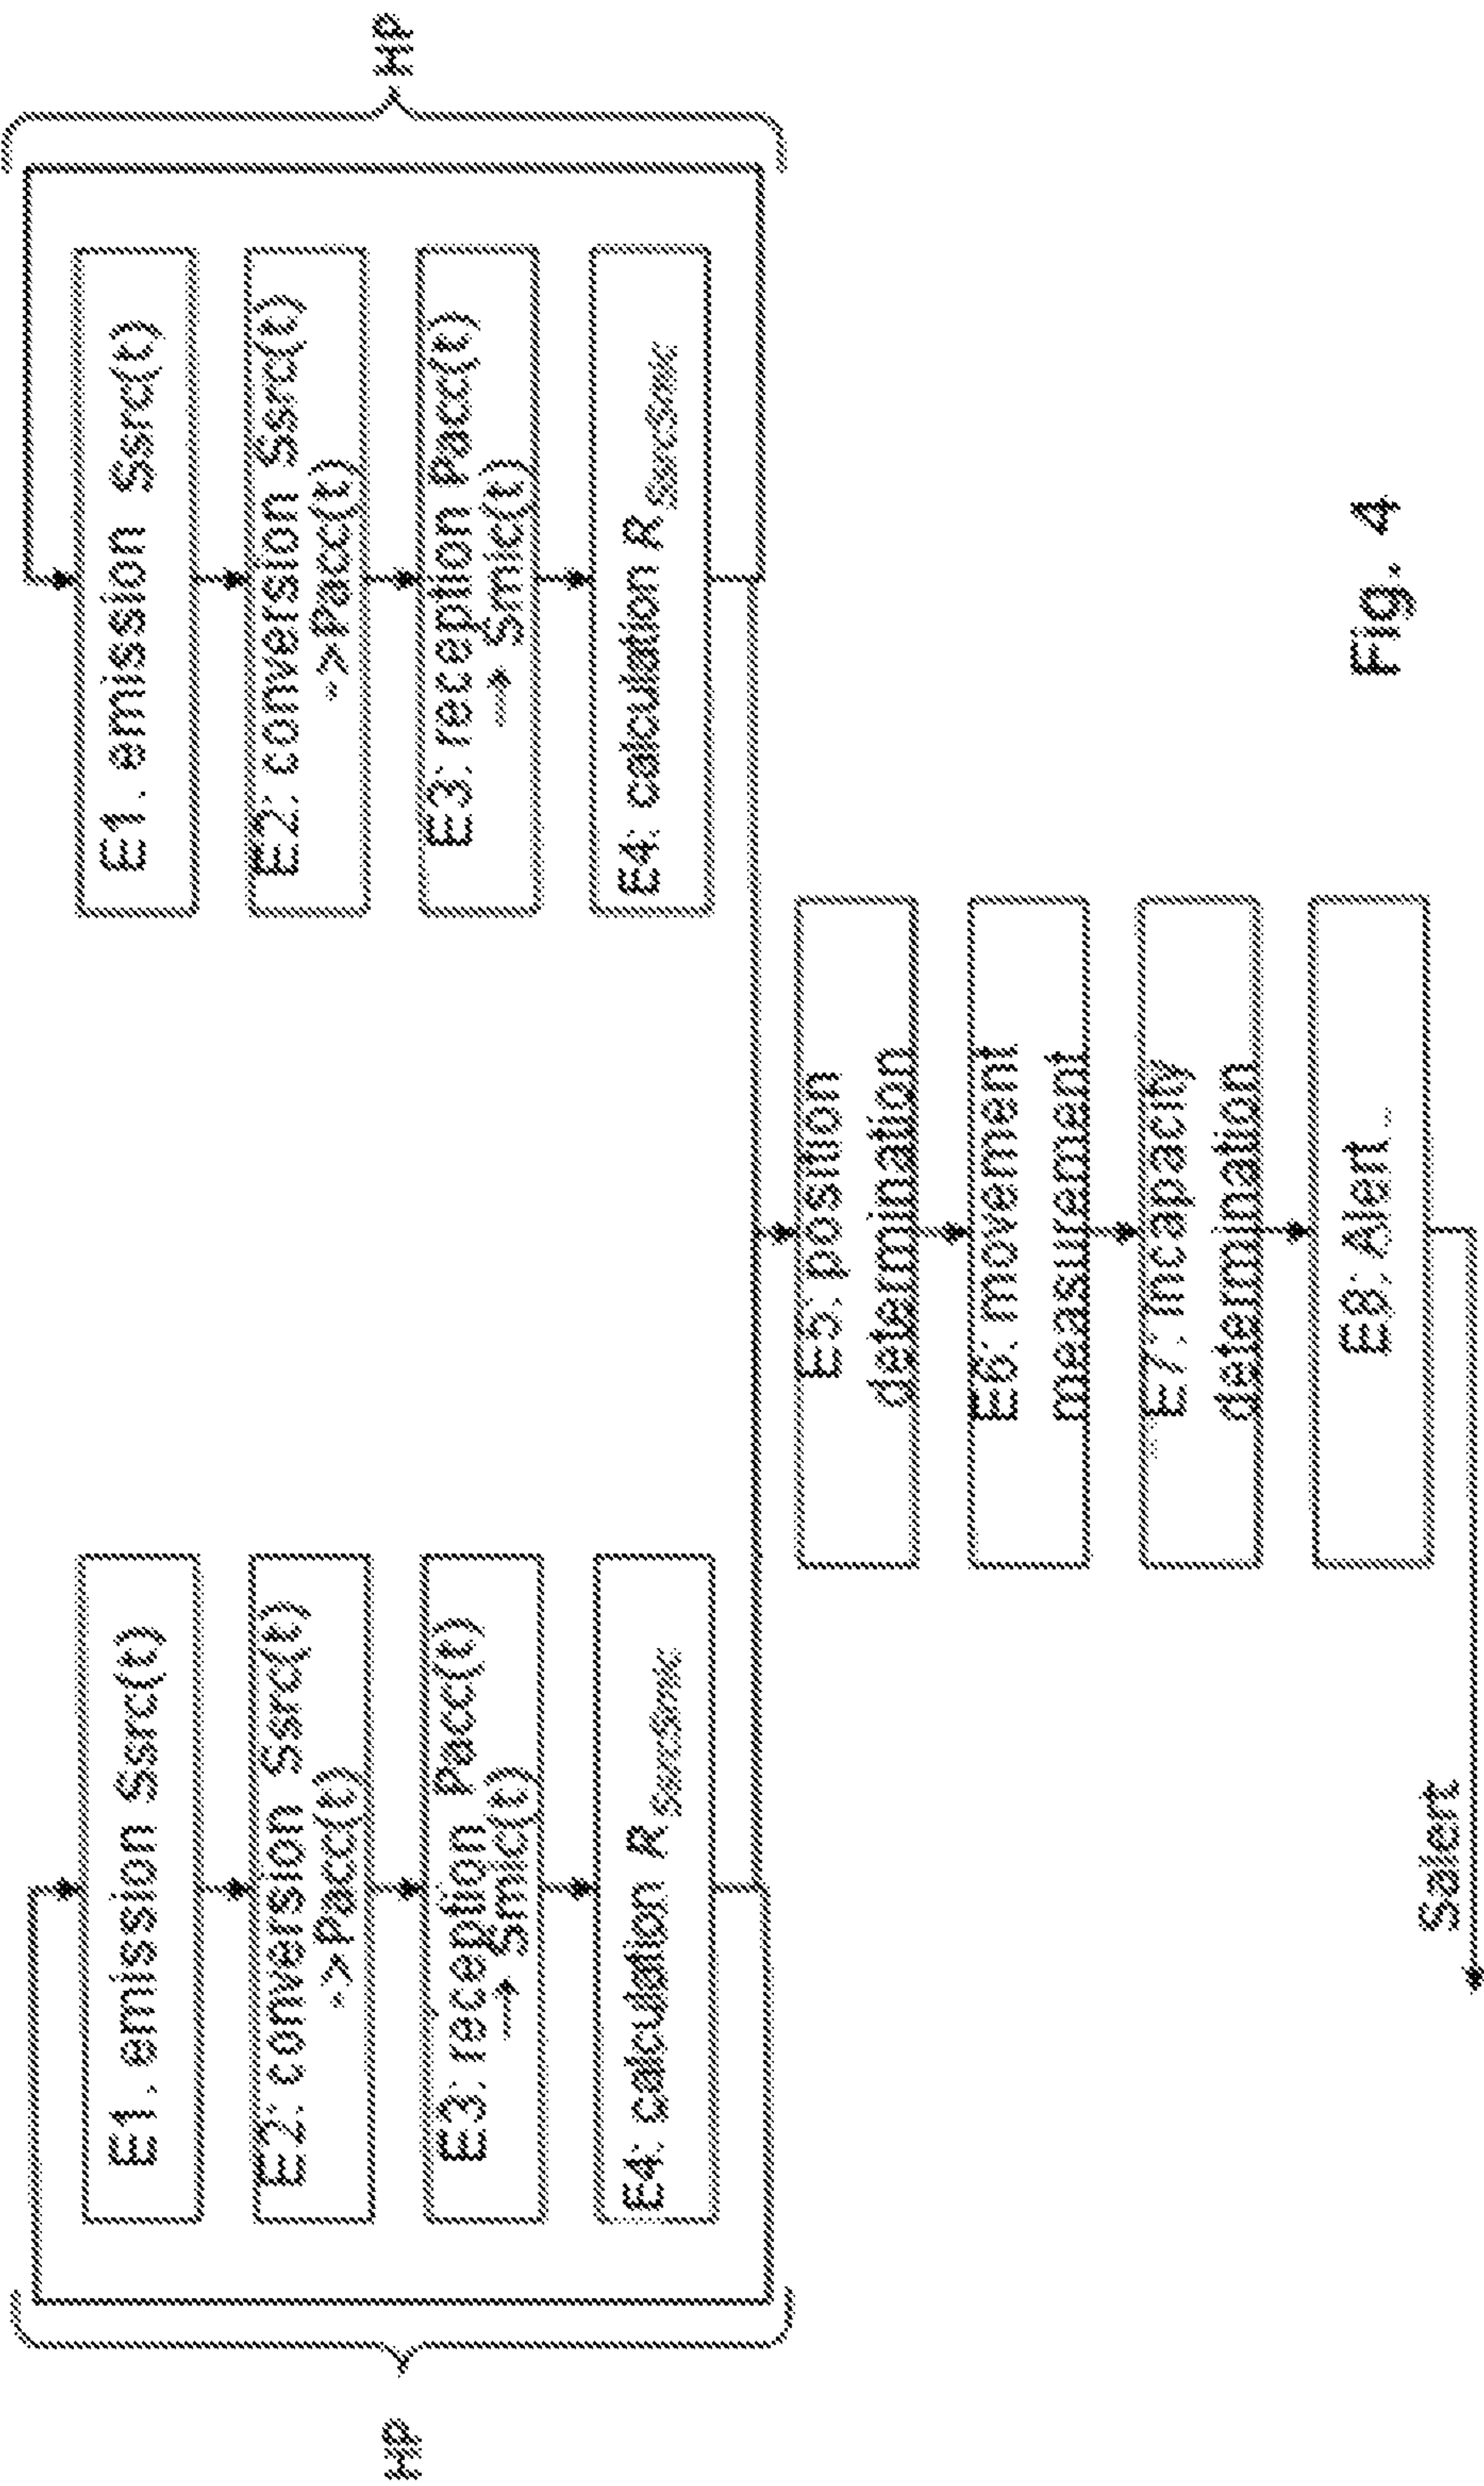 HP
E1. emission Ssrc(t)
E2: conversion Ssrc(t)
->Pacc(t)
E3: reception Pacc(t)
→ Smic(t)
E4: calculation R SsrcSmic
E1. emission Ssrc(t)
E2: conversion Ssrc(t)
->Pacc(t)
E3: reception Pacc(t)
→ Smic(t)
E4: calculation R SsrcSmic
HP
E5: position
determination
E6: movement
measurement
E7: incapacity
determination
E8: Alert
Salert
Fig. 4